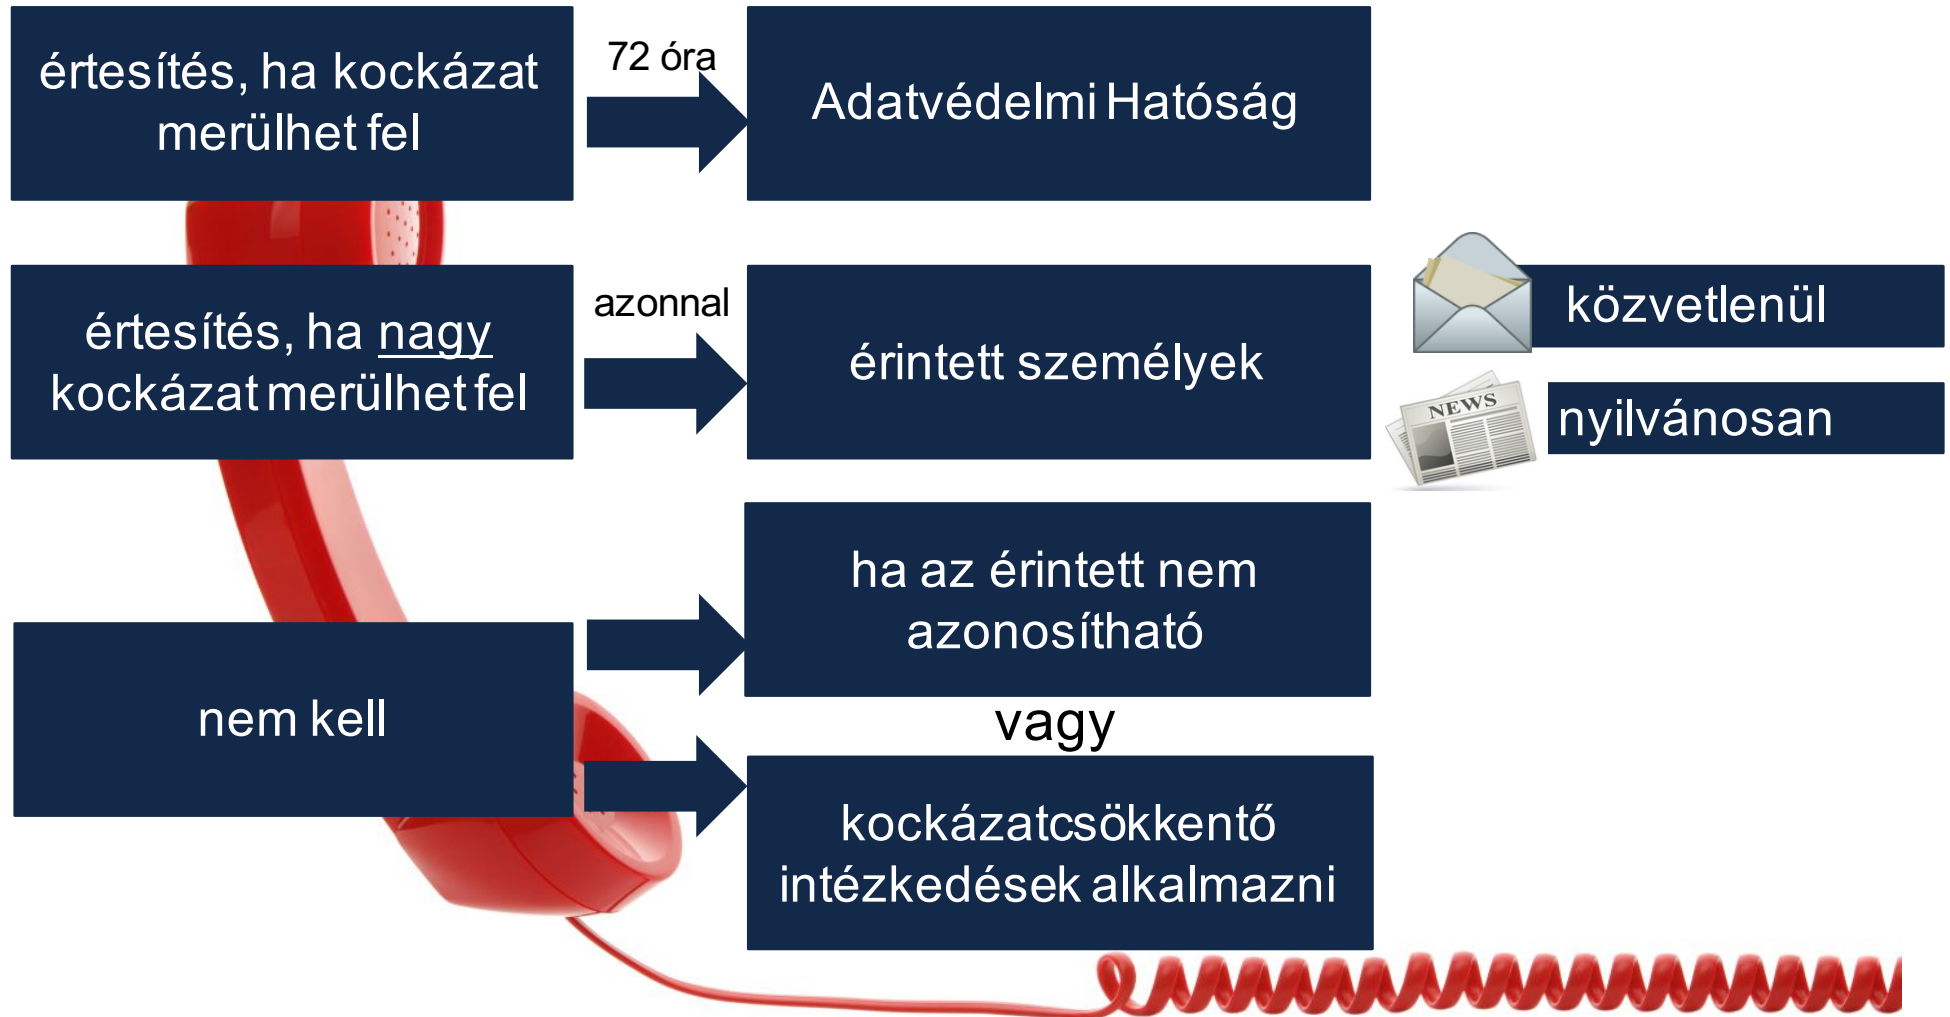 értesítés, ha kockázat
merülhet fel
72 óra
Adatvédelmi Hatóság
értesítés, ha nagy
kockázat merülhet fel
azonnal
érintett személyek
közvetlenül
NEWS
nyilvánosan
nem kell
ha az érintett nem
azonosítható
vagy
kockázatcsökkentő
intézkedések alkalmazni